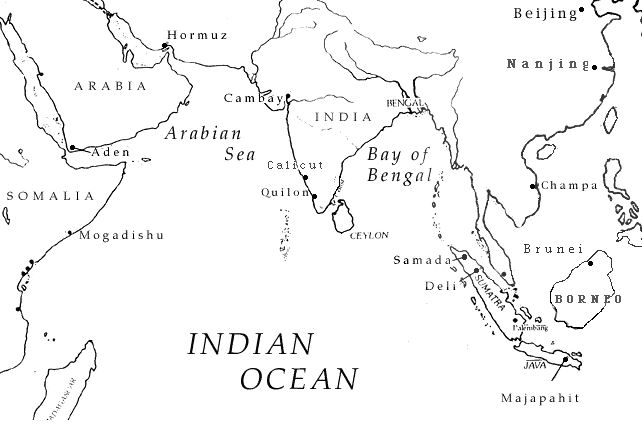 Beijing
Hormuz
Nanjing
ARABIA
Cambay
BENGAL
INDIA
Arabian
Sea
Aden
Bay of
Bengal
Calicut
Quilon
Champa
SOMALIA
Mogadishu
CEYLON
Brunei
Samada
Deli
SUMATRA
BORNEO
Palembang
INDIAN
OCEAN
JAVA
MADAGASCAR
Majapahit